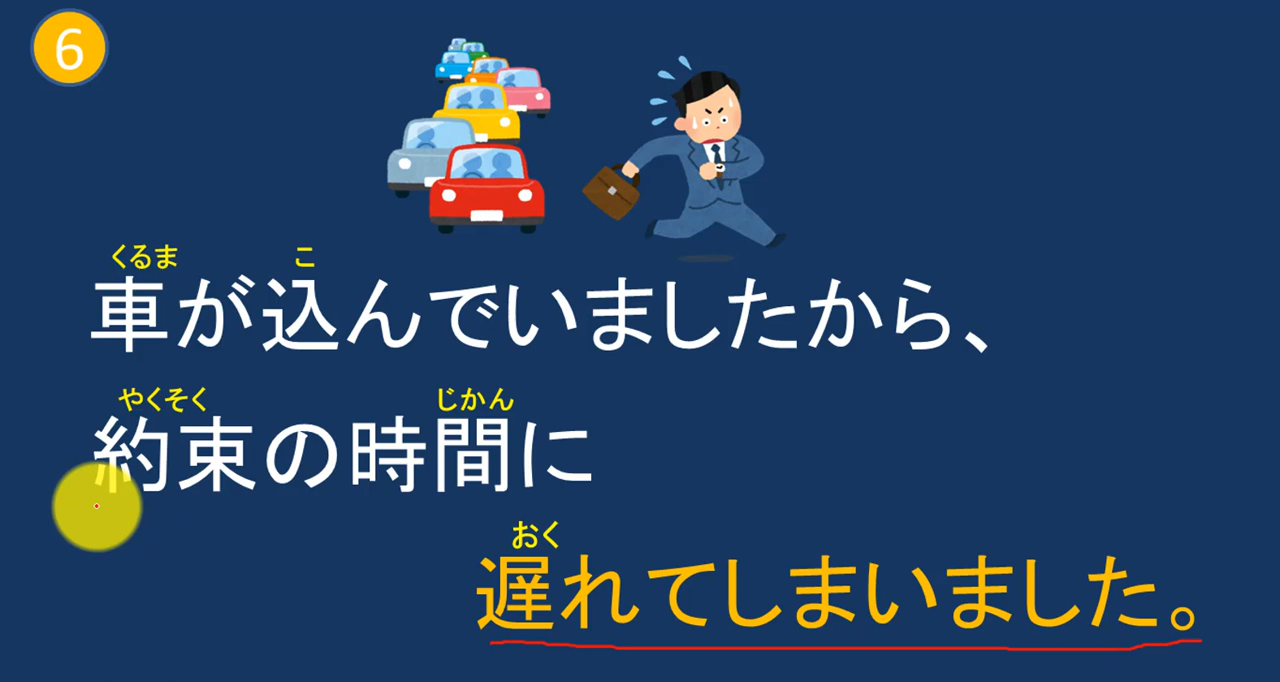 6
くるま こ
車が込んでいましたから、
やくそく じかん
約束の時間に
おく
遅れてしまいました。